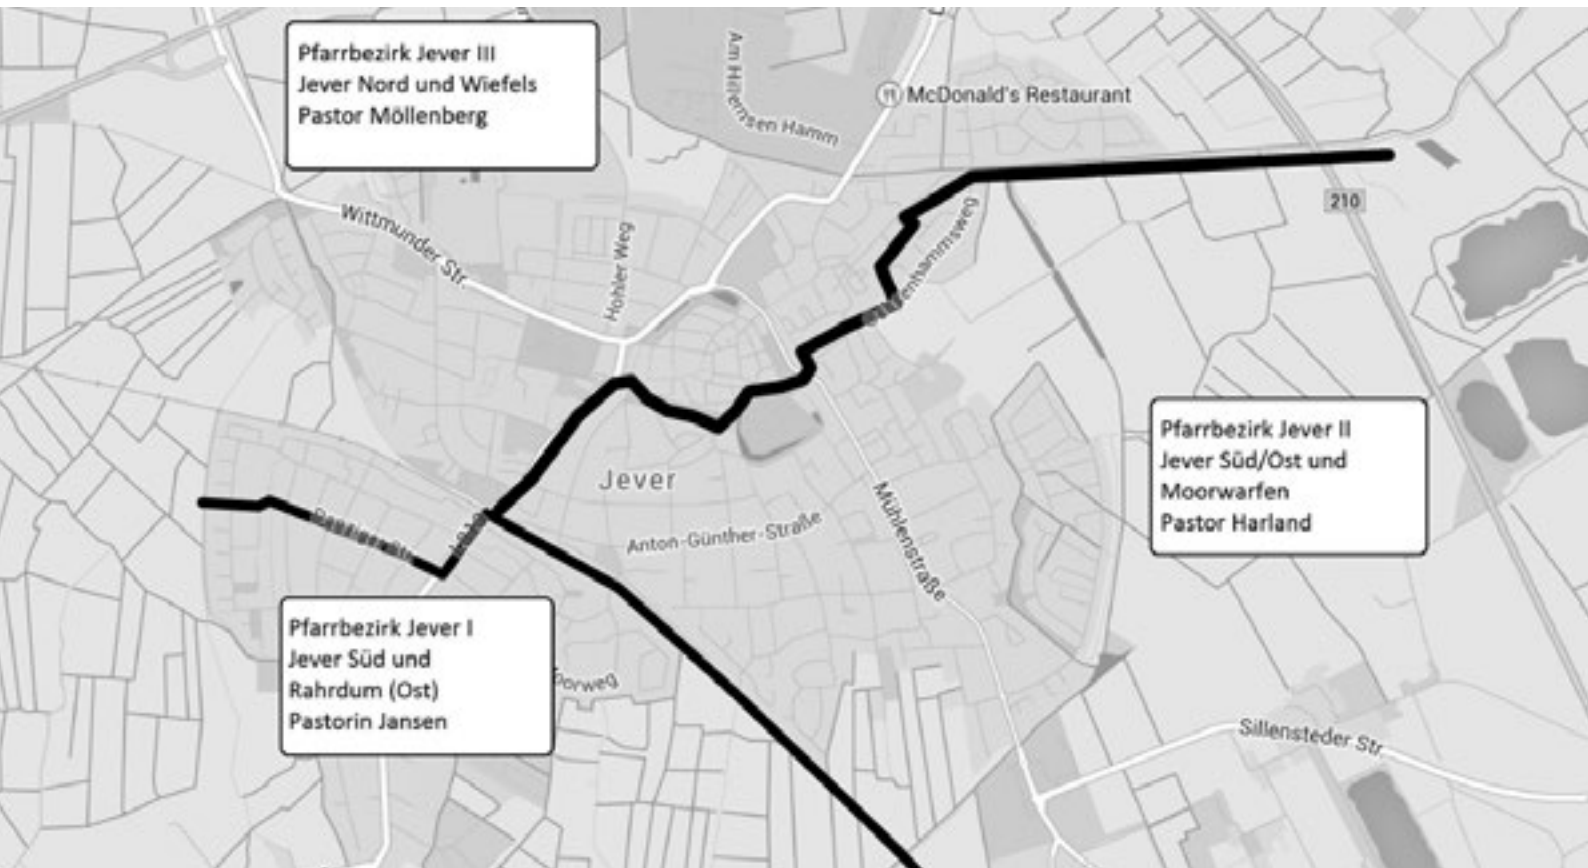 Pfarrbezirk Jever III
Jever Nord und Wiefels
Pastor Möllenberg
Am Hillernsen Hamm
McDonald's Restaurant
210
Wittmunder Str.
Hohler Weg
Pfarrbezirk Jever II
Jever Süd/Ost und
Moorwarfen
Pastor Harland
Jever
Anton-Günther-Straße
Mühlenstraße
Pfarrbezirk Jever I
Jever Süd und
Rahrdum (Ost)
Pastorin Jansen
Sillensteder Str